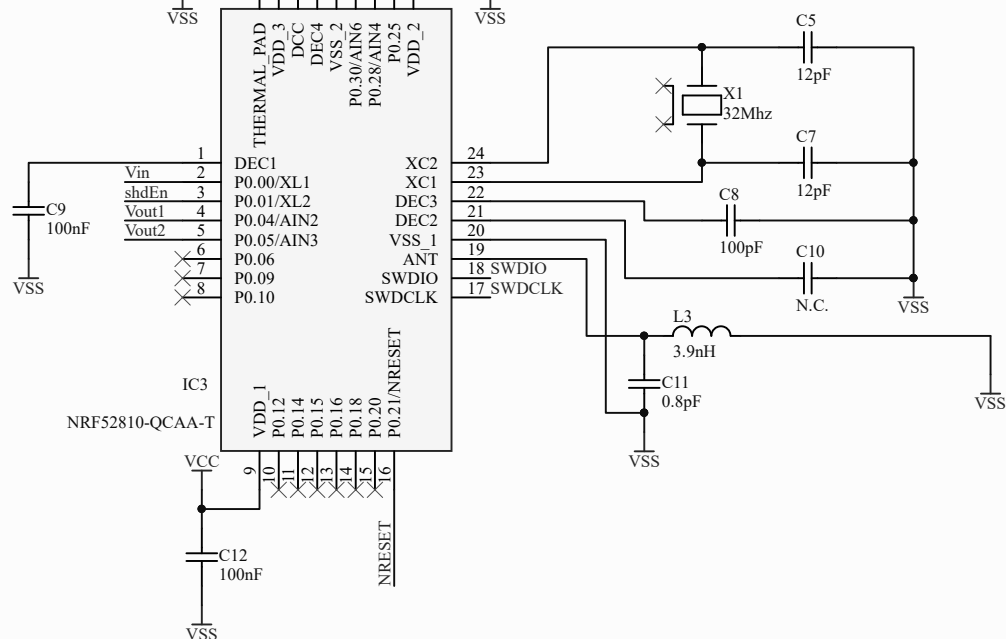 VSS
VSS
THERMAL_PAD
VDD_3
DCC
DEC4
VSS_2
P0.30/AIN6
P0.28/AIN4
P0.25
VDD_2
C5
12pF
X1
32Mhz
C7
12pF
C8
100pF
C10
N.C.
VSS
1 DEC1
Vin 2 P0.00/XL1
shdEn 3 P0.01/XL2
Vout1 4 P0.04/AIN2
Vout2 5 P0.05/AIN3
6 P0.06
7 P0.09
8 P0.10
XC2 24
XC1 23
DEC3 22
DEC2 21
VSS_1 20
ANT 19
SWDIO 18 SWDIO
SWDCLK 17 SWDCLK
C9
100nF
VSS
L3
3.9nH
VSS
C11
0.8pF
VSS
IC3
NRF52810-QCAA-T
VDD_1
P0.12
P0.14
P0.15
P0.16
P0.18
P0.20
P0.21/NRESET
9
10
11
12
13
14
15
16
NRESET
VCC
C12
100nF
VSS